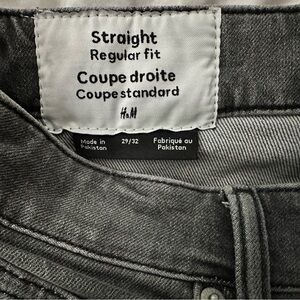 Straight
Regular fit
Coupe droite
Coupe standard
H&M
Made in Pakistan 29/32 Fabriqué au Pakistan